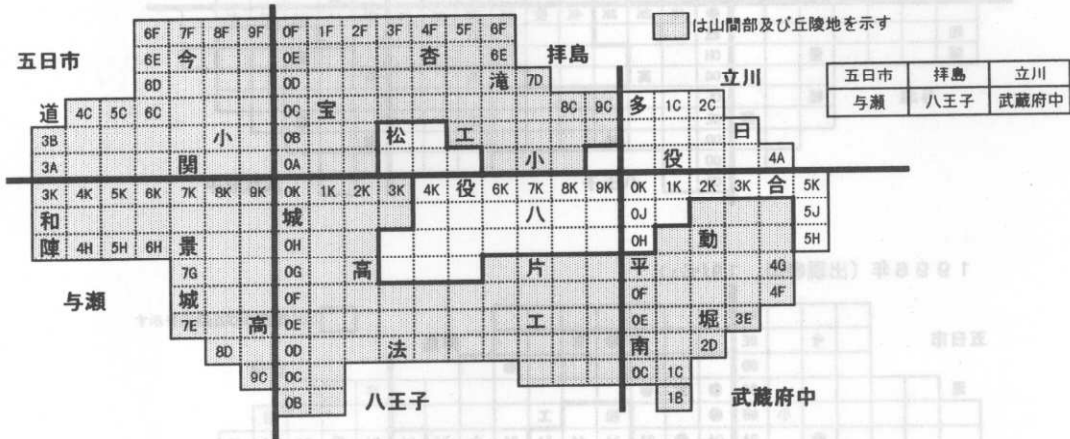 は山間部及び丘陵地を示す
五日市
拝島
立川
五日市 拝島 立川
与瀬 八王子 武蔵府中
6F 7F 8F 9F 0F 1F 2F 3F 4F 5F 6F
6E 今 0E 杏 6E
6D 0D 滝 7D
道 4C 5C 6C 0C 宝 8C 9C 多 1C 2C
3B 小 0B 松 工 日
3A 関 0A 小 役 4A
3K 4K 5K 6K 7K 8K 9K 0K 1K 2K 3K 4K 役 6K 7K 8K 9K 0K 1K 2K 3K 合 5K
和 城 八 0J 5J
陣 4H 5H 6H 景 0H 0H 動 5H
7G 0G 高 片 平 4G
城 0F 0F 4F
7E 高 0E 工 0E 堀 3E
8D 0D 法 南 2D
9C 0C 0C 1C
0B 1B
与瀬
八王子
武蔵府中